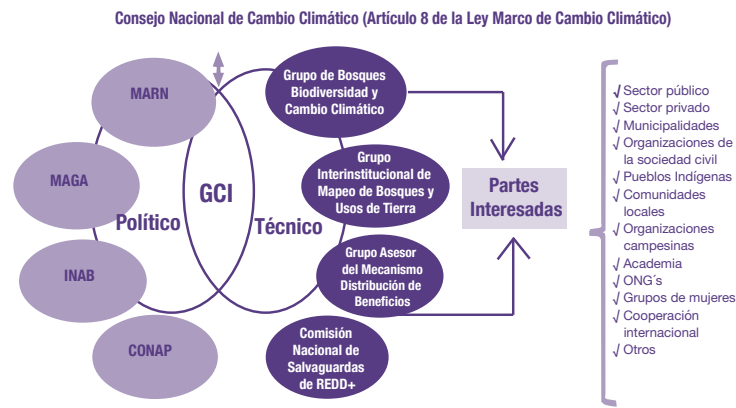 Consejo Nacional de Cambio Climático (Artículo 8 de la Ley Marco de Cambio Climático)
MARN
MAGA
INAB
CONAP
Político
GCI
Técnico
Grupo de Bosques
Biodiversidad y
Cambio Climático
Grupo
Interinstitucional de
Mapeo de Bosques y
Usos de Tierra
Grupo Asesor
del Mecanismo
Distribución de
Beneficios
Comisión
Nacional de
Salvaguardas
de REDD+
Partes
Interesadas
√ Sector público
√ Sector privado
√ Municipalidades
√ Organizaciones de
la sociedad civil
√ Pueblos Indígenas
√ Comunidades
locales
√ Organizaciones
campesinas
√ Academia
√ ONG´s
√ Grupos de mujeres
√ Cooperación
internacional
√ Otros